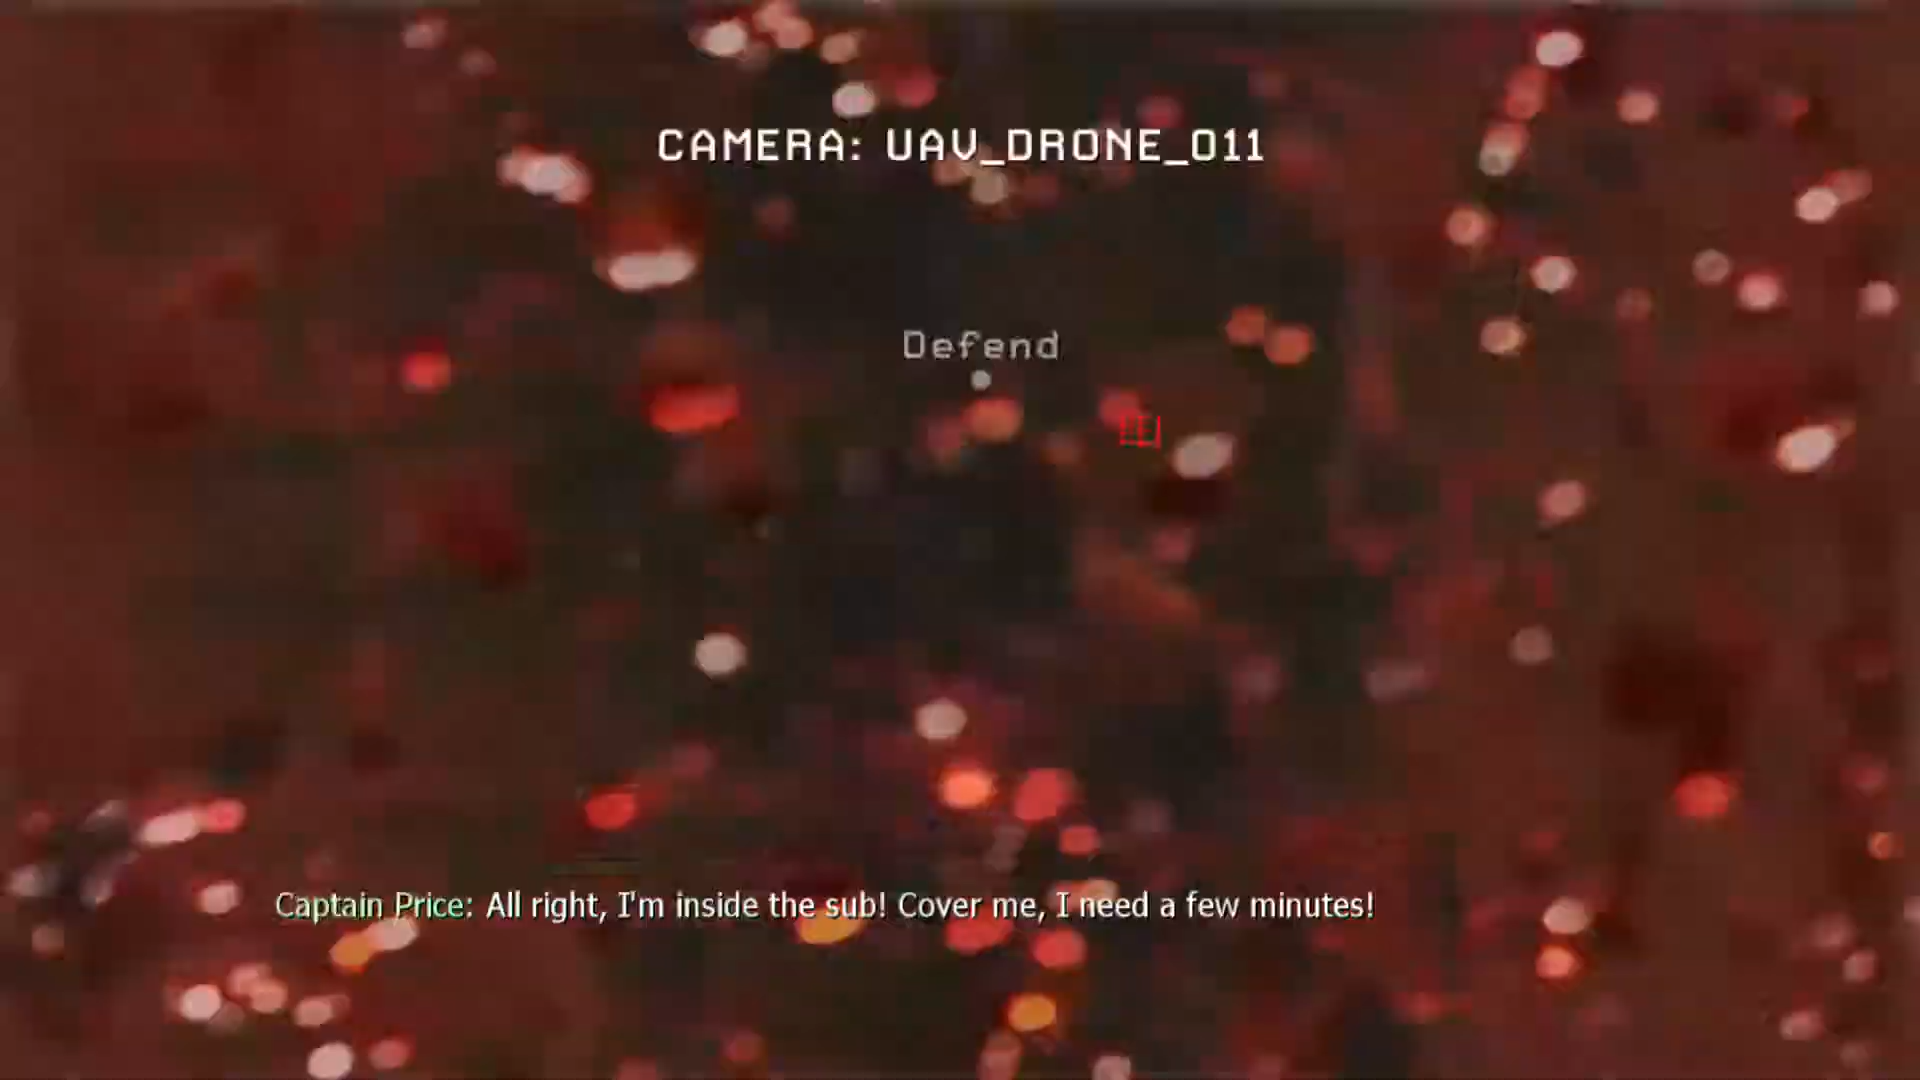 CAMERA: UAV_DRONE_011
Defend
Captain Price: All right, I'm inside the sub! Cover me, I need a few minutes!